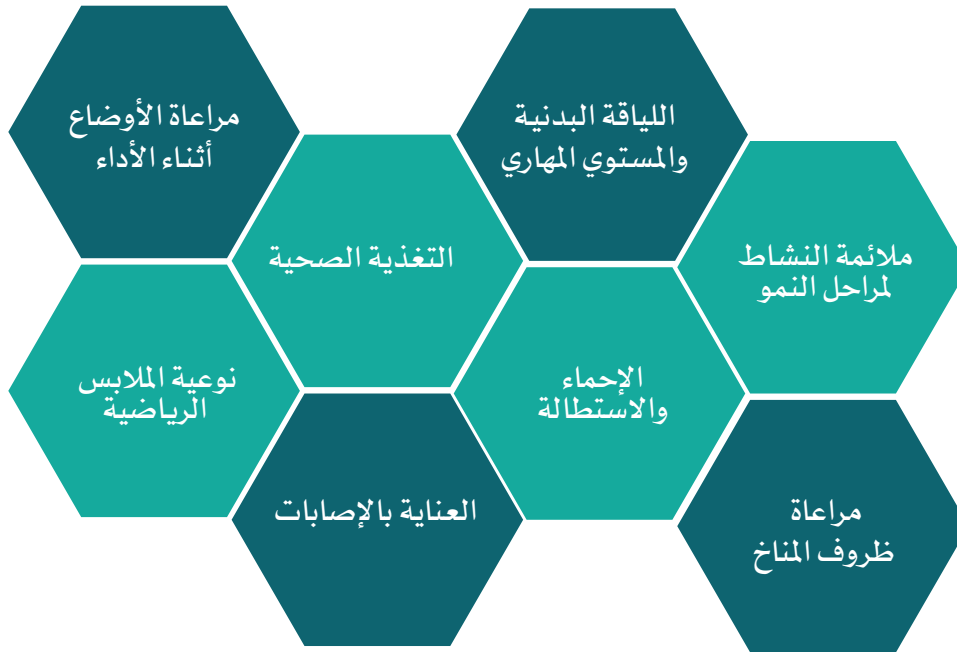 اللياقة البدنية
والمستوي المهاري
مراعاة الأوضاع
أثناء الأداء
ملائمة النشاط
لمراحل النمو
التغذية الصحية
الإحماء
والاستطالة
نوعية الملابس
الرياضية
مراعاة
ظروف المناخ
العناية بالإصابات